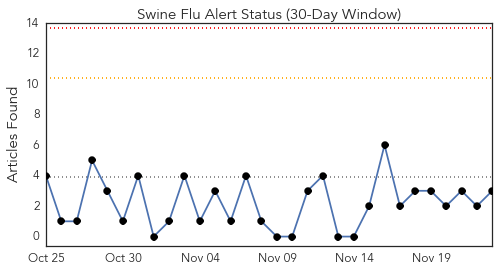 Swine Flu Alert Status (30-Day Window)
Articles Found
14
12
10
8
6
4
2
0
Oct 25 Oct 30 Nov 04 Nov 09 Nov 14 Nov 19